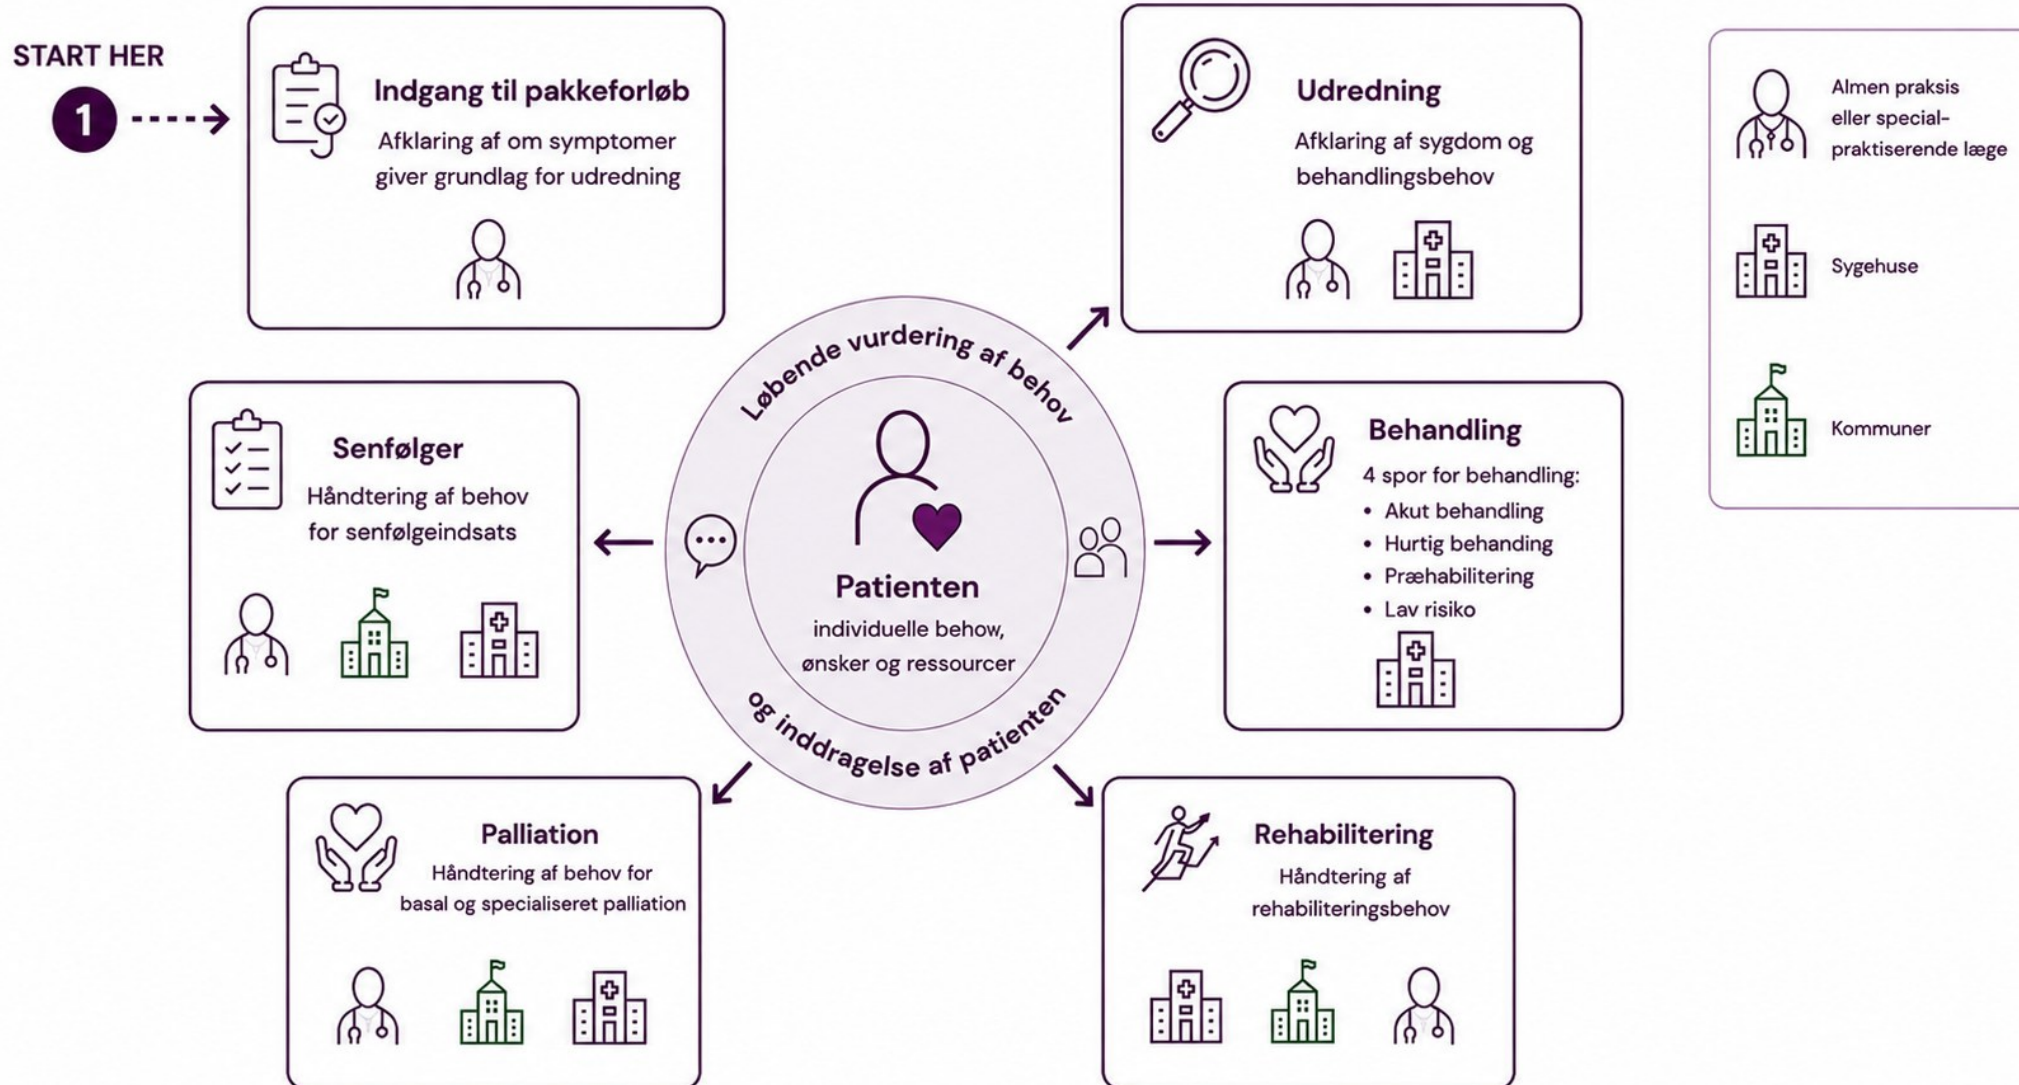 START HER
1
Indgang til pakkeforløb
Afklaring af om symptomer
giver grundlag for udredning
Udredning
Afklaring af sygdom og
behandlingsbehov
Almen praksis
eller special-
praktiserende læge
Sygehuse
Kommuner
Løbende vurdering af behov
og inddragelse af patienten
Patienten
individuelle behow,
ønsker og ressourcer
Senfølger
Håndtering af behov
for senfølgeindsats
Behandling
4 spor for behandling:
• Akut behandling
• Hurtig behanding
• Præhabilitering
• Lav risiko
Palliation
Håndtering af behov for
basal og specialiseret palliation
Rehabilitering
Håndtering af
rehabiliteringsbehov